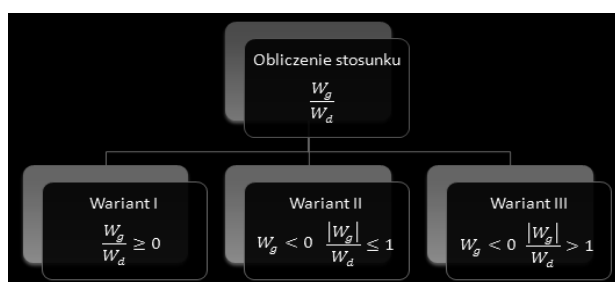 Obliczenie stosunku
W_g / W_d
Wariant I
W_g / W_d ≥ 0
Wariant II
W_g < 0 |W_g| / W_d ≤ 1
Wariant III
W_g < 0 |W_g| / W_d > 1